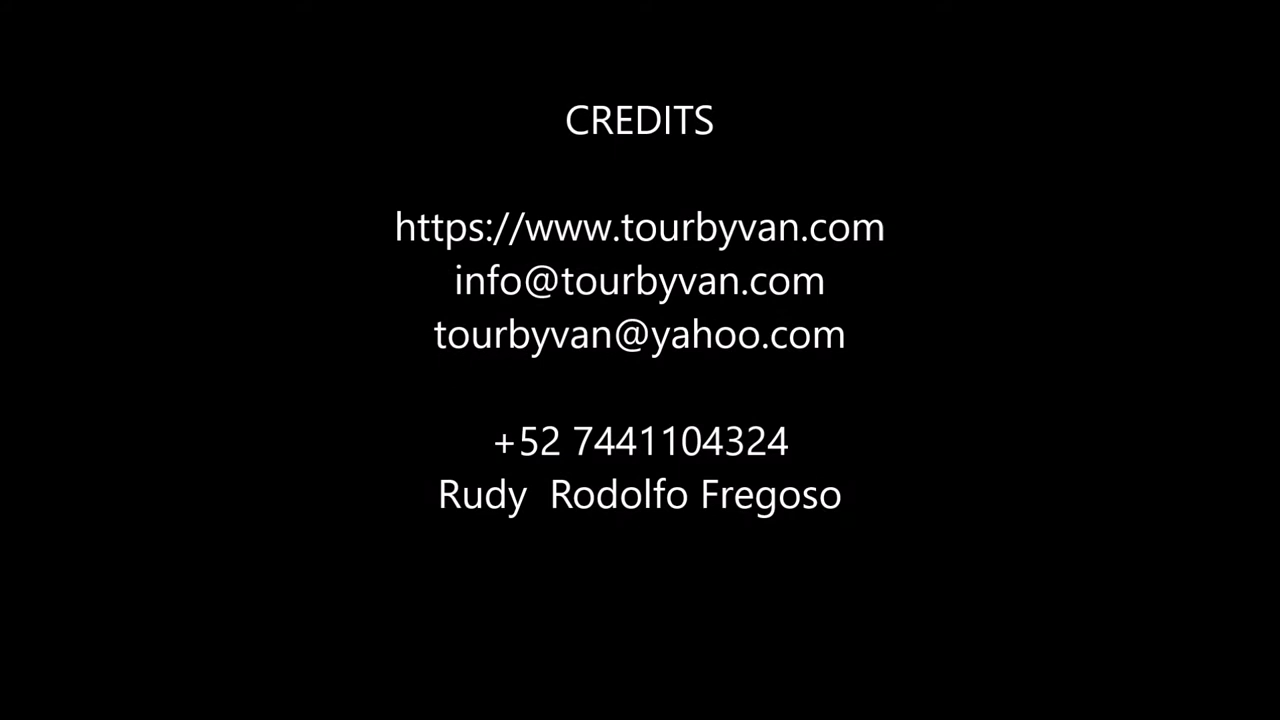 CREDITS
https://www.tourbyvan.com
info@tourbyvan.com
tourbyvan@yahoo.com
+52 7441104324
Rudy  Rodolfo Fregoso